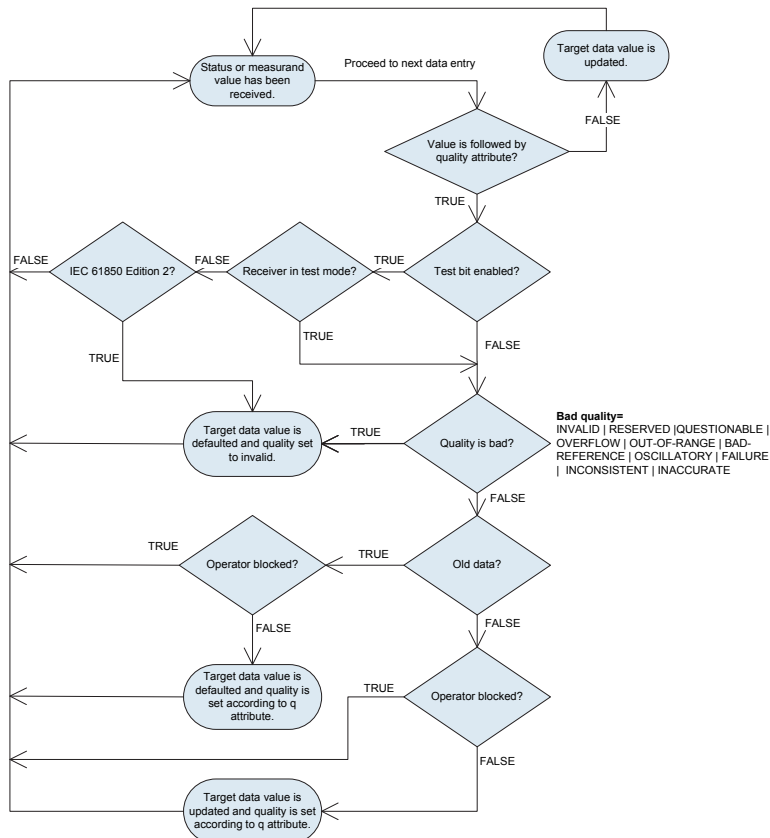 Target data value is
updated.
Status or measurand
value has been
received.
Proceed to next data entry
FALSE
Value is followed by
quality attribute?
TRUE
FALSE
IEC 61850 Edition 2?
FALSE
Receiver in test mode?
TRUE
Test bit enabled?
TRUE
TRUE
FALSE
Target data value is
defaulted and quality set
to invalid.
TRUE
Quality is bad?
Bad quality=
INVALID | RESERVED |QUESTIONABLE |
OVERFLOW | OUT-OF-RANGE | BAD-
REFERENCE | OSCILLATORY | FAILURE
| INCONSISTENT | INACCURATE
FALSE
TRUE
Operator blocked?
TRUE
Old data?
FALSE
FALSE
Target data value is
defaulted and quality is
set according to q
attribute.
TRUE
Operator blocked?
FALSE
Target data value is
updated and quality is set
according to q attribute.